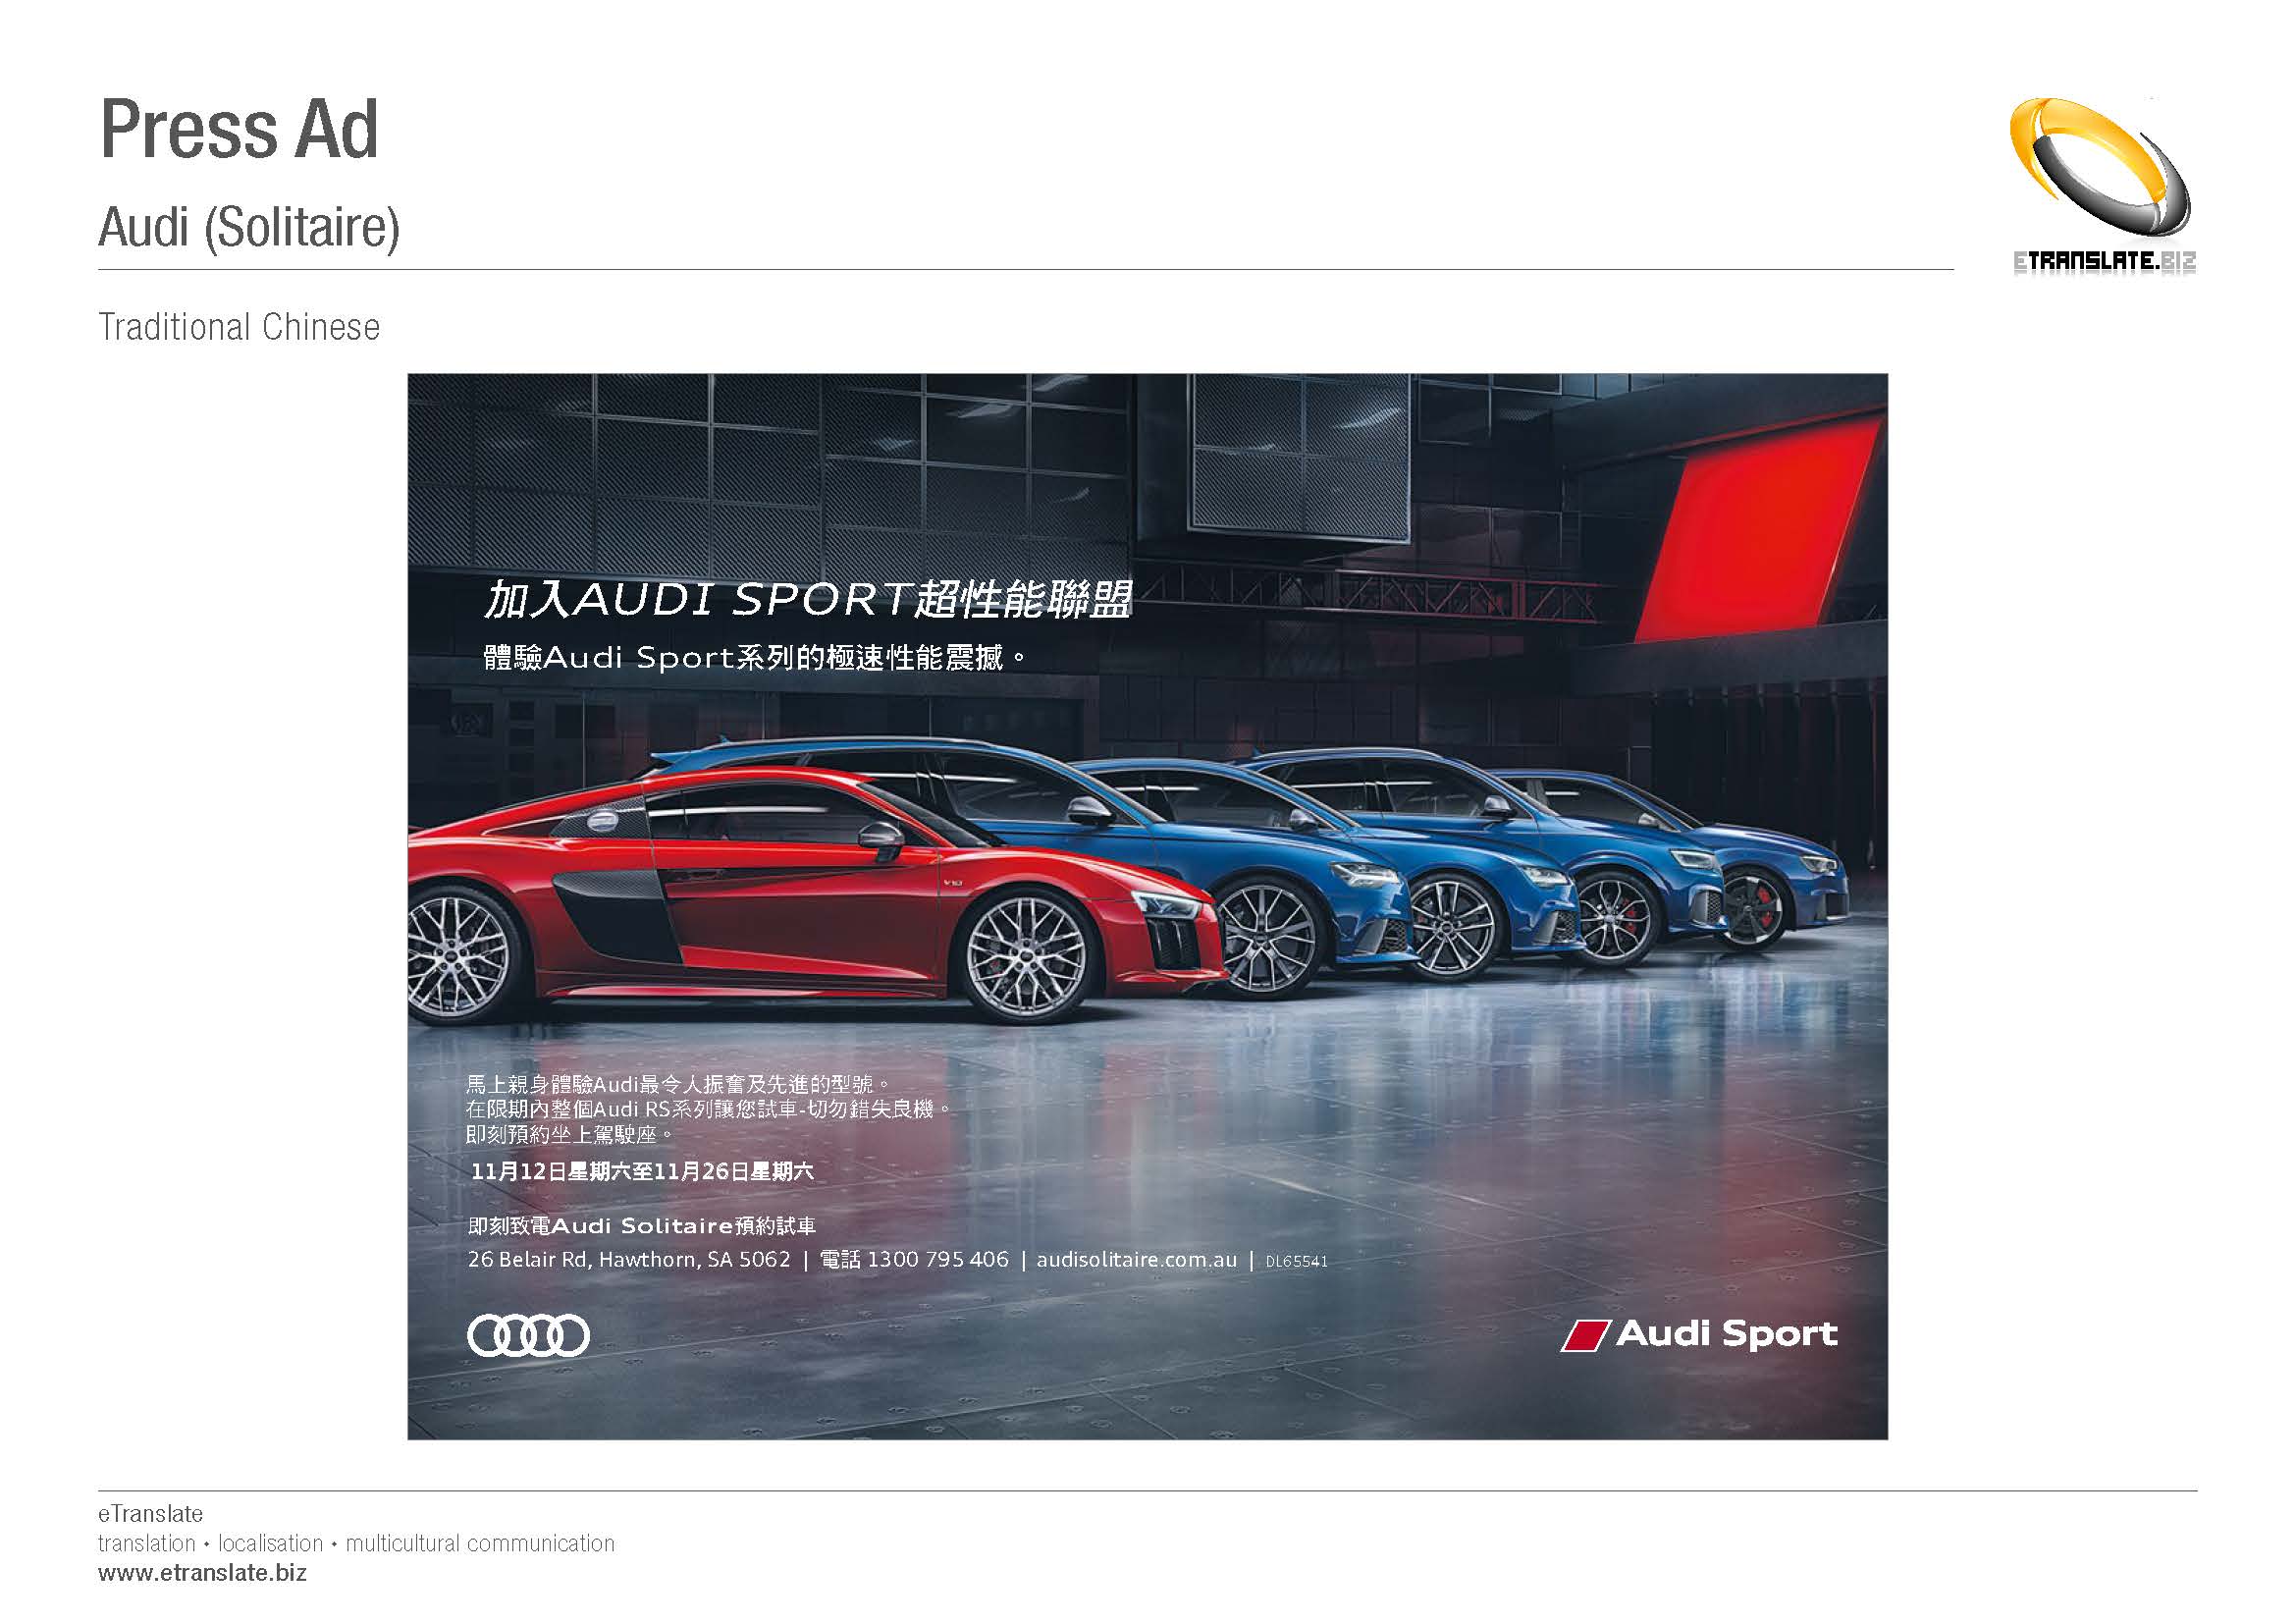 Press Ad
Audi (Solitaire)
ETRANSLATE.BIZ
Traditional Chinese
加入AUDI SPORT超性能聯盟
體驗Audi Sport系列的極速性能震撼。
V10
馬上親身體驗Audi最令人振奮及先進的型號。
在限期內整個Audi RS系列讓您試車-切勿錯失良機。
即刻預約坐上駕駛座。
11月12日星期六至11月26日星期六
即刻致電Audi Solitaire預約試車
26 Belair Rd, Hawthorn, SA 5062 | 電話 1300 795 406 | audisolitaire.com.au | DL65541
Audi Sport
eTranslate
translation • localisation • multicultural communication
www.etranslate.biz